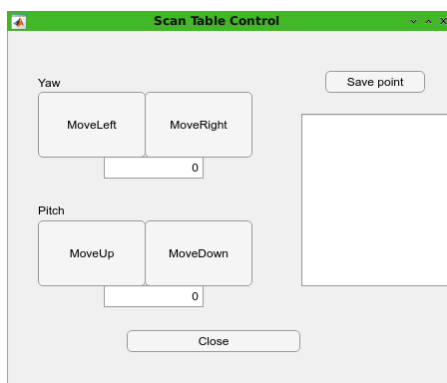 Scan Table Control
Yaw
Save point
MoveLeft MoveRight
0
Pitch
MoveUp MoveDown
0
Close